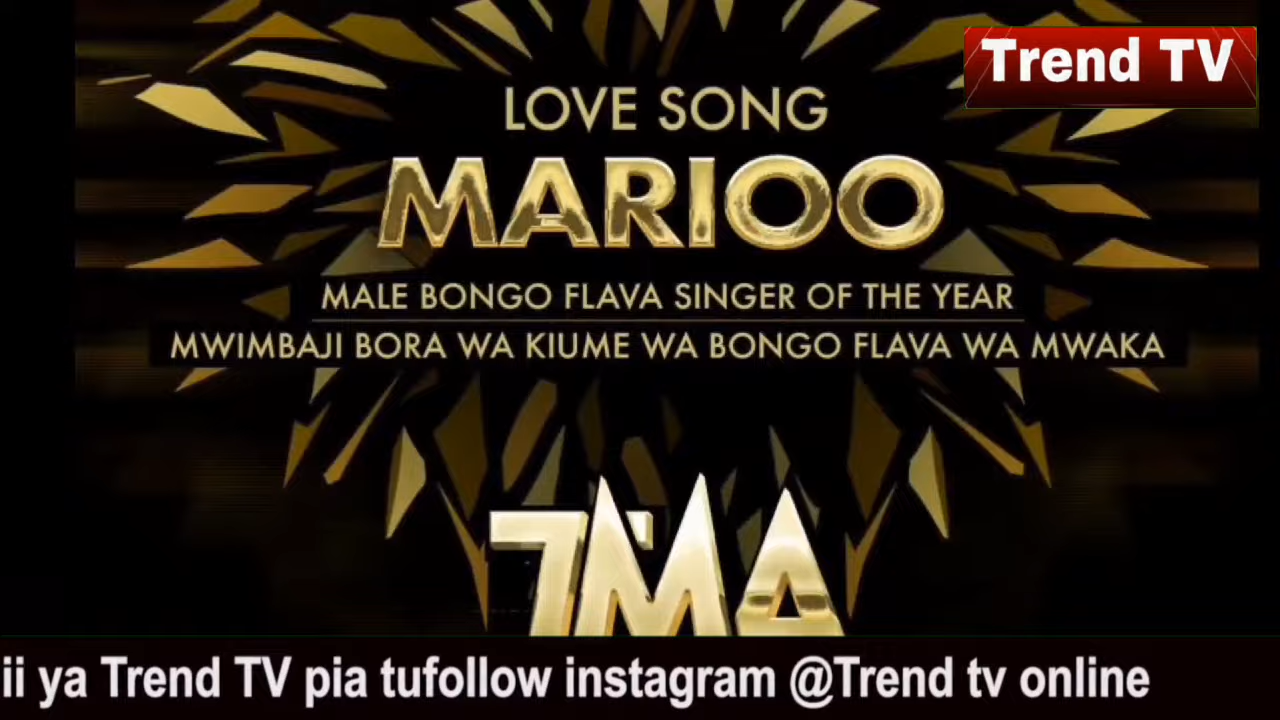 Trend TV
LOVE SONG
MARIOO
MALE BONGO FLAVA SINGER OF THE YEAR
MWIMBAJI BORA WA KIUME WA BONGO FLAVA WA MWAKA
TMA
ii ya Trend TV pia tufollow instagram @Trend tv online